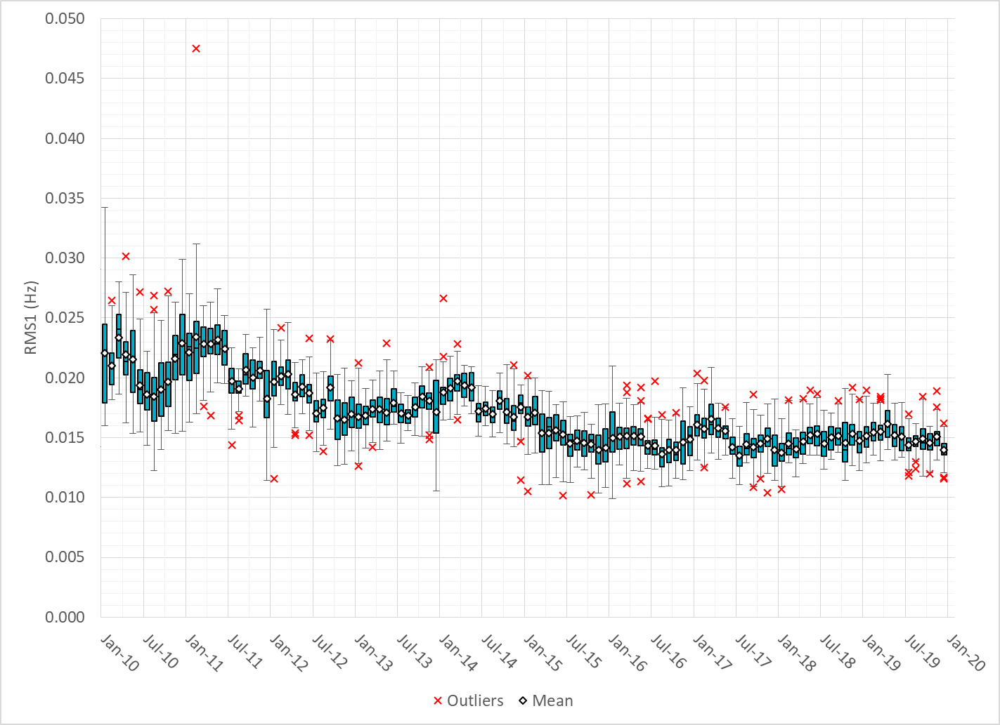 0.050
0.045
0.040
0.035
0.030
0.025
0.020
0.015
0.010
0.005
0.000
RMS1 (Hz)
Jan-10
Jul-10
Jan-11
Jul-11
Jan-12
Jul-12
Jan-13
Jul-13
Jan-14
Jul-14
Jan-15
Jul-15
Jan-16
Jul-16
Jan-17
Jul-17
Jan-18
Jul-18
Jan-19
Jul-19
Jan-20
Outliers Mean